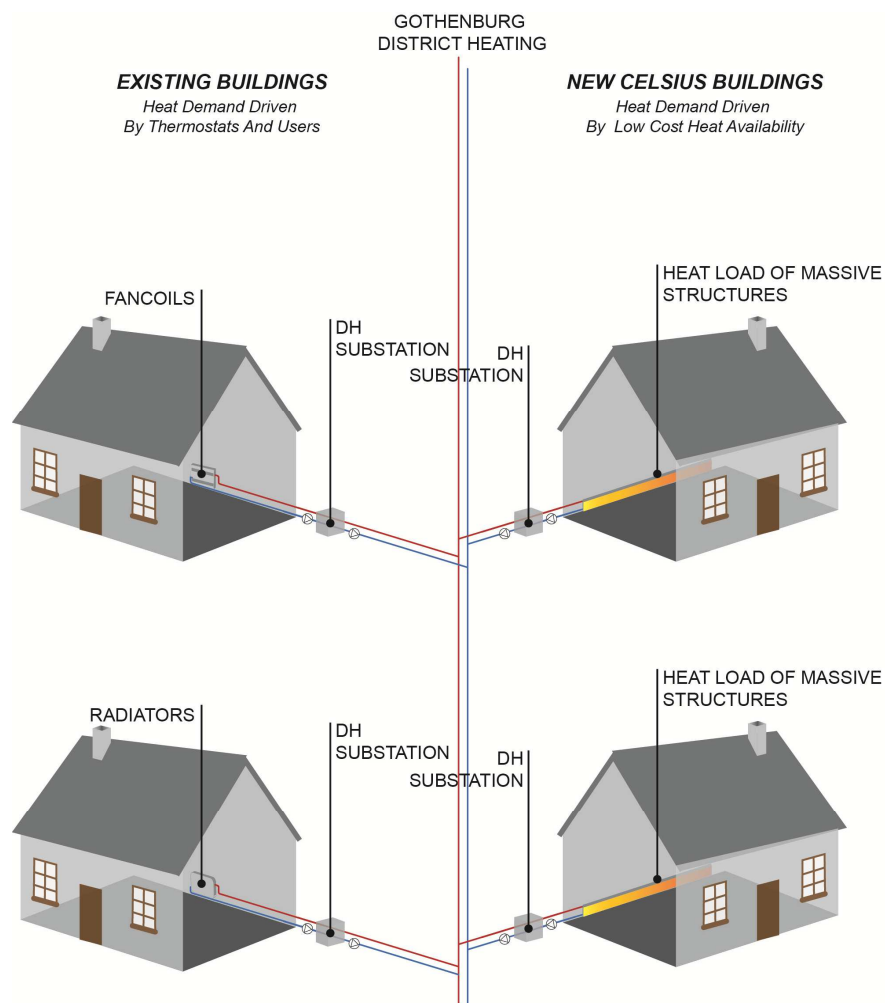 GOTHENBURG
DISTRICT HEATING
EXISTING BUILDINGS
Heat Demand Driven
By Thermostats And Users
NEW CELSIUS BUILDINGS
Heat Demand Driven
By Low Cost Heat Availability
FANCOILS
DH
SUBSTATION
DH
SUBSTATION
HEAT LOAD OF MASSIVE
STRUCTURES
RADIATORS
DH
SUBSTATION
DH
SUBSTATION
HEAT LOAD OF MASSIVE
STRUCTURES